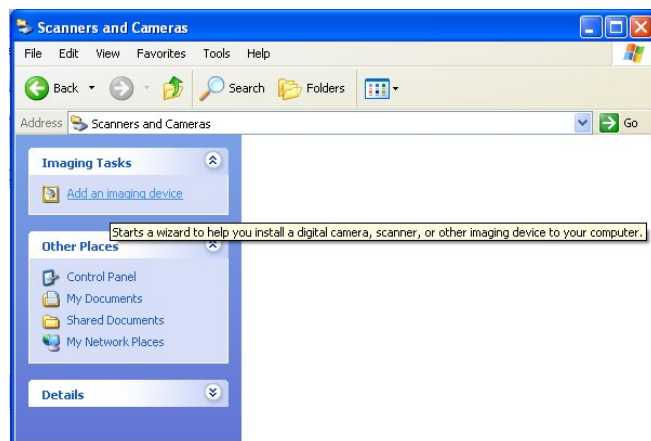 Scanners and Cameras
File Edit View Favorites Tools Help
Back Search Folders
Address Scanners and Cameras Go
Imaging Tasks
Add an imaging device
Starts a wizard to help you install a digital camera, scanner, or other imaging device to your computer.
Other Places
Control Panel
My Documents
Shared Documents
My Network Places
Details